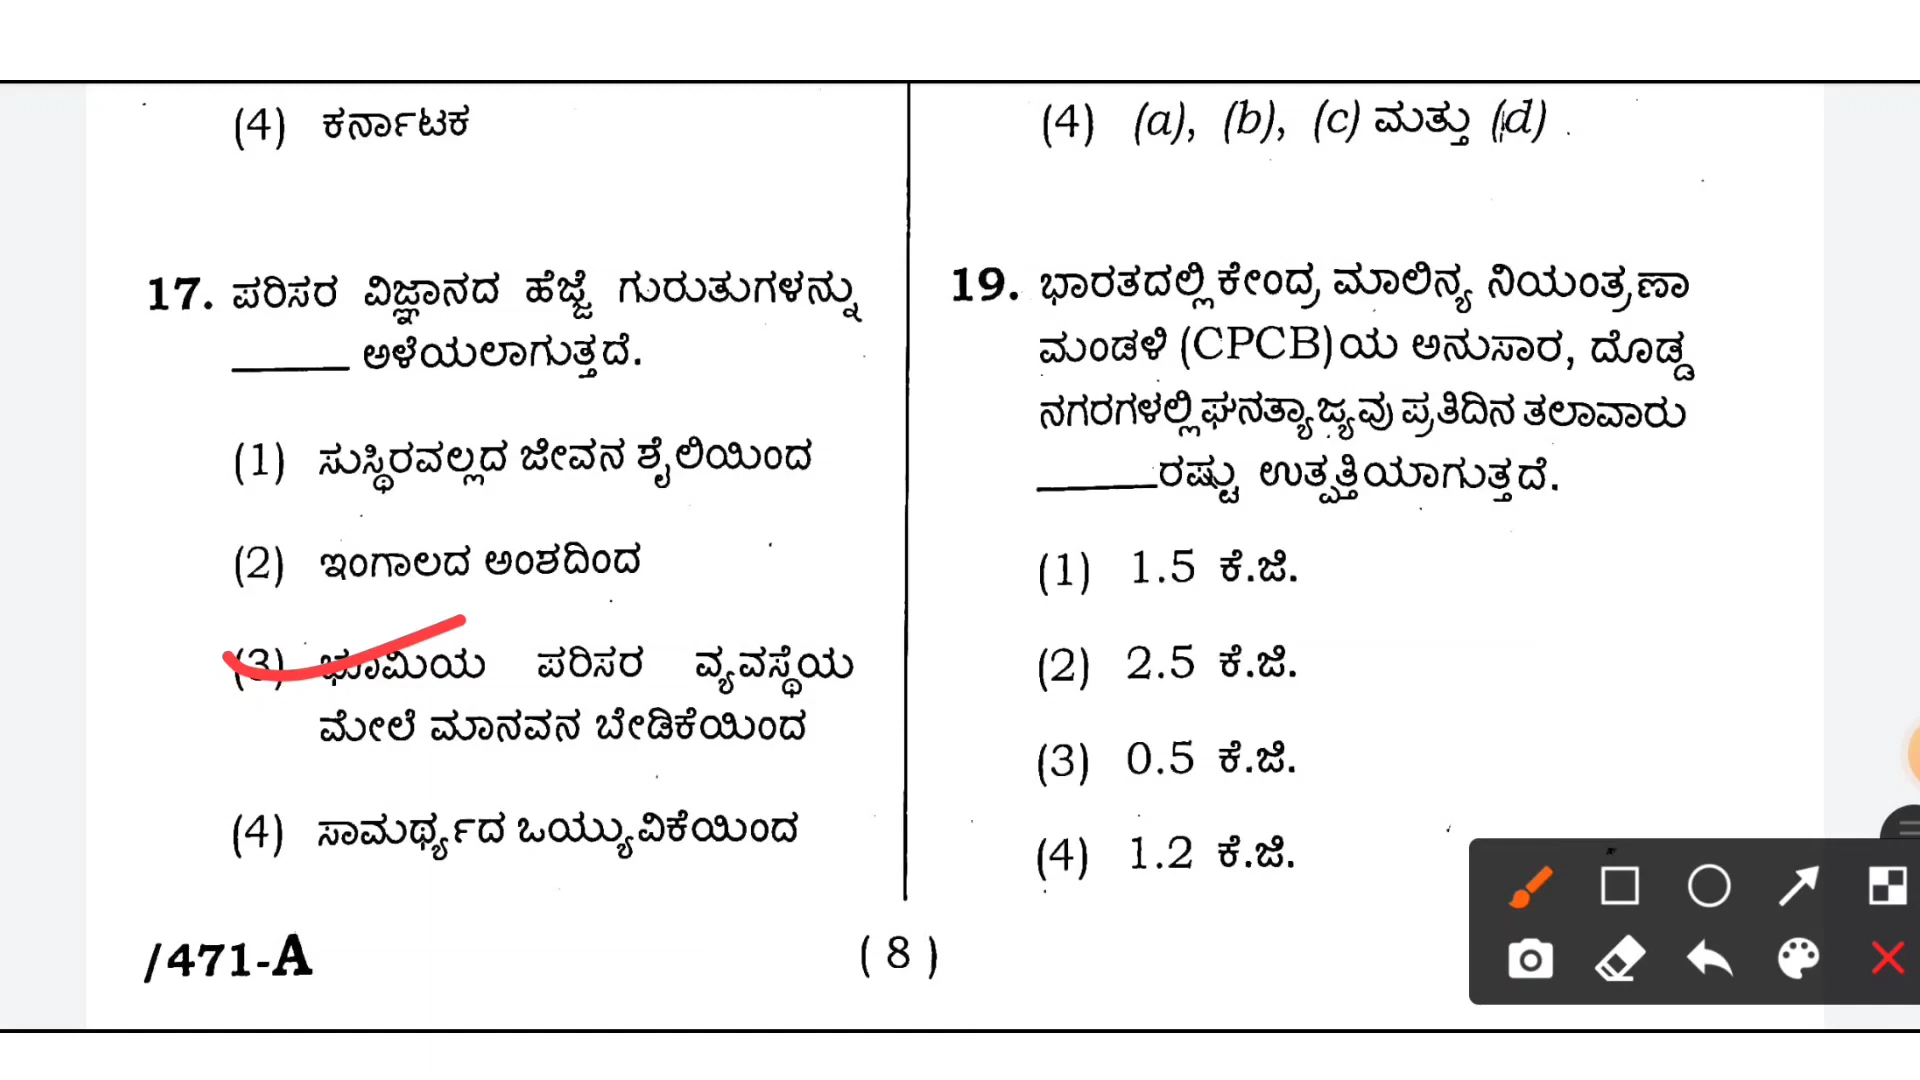 (4) ಕರ್ನಾಟಕ
17. ಪರಿಸರ ವಿಜ್ಞಾನದ ಹೆಜ್ಜೆ ಗುರುತುಗಳನ್ನು
_____ ಅಳೆಯಲಾಗುತ್ತದೆ.
(1) ಸುಸ್ಥಿರವಲ್ಲದ ಜೀವನ ಶೈಲಿಯಿಂದ
(2) ಇಂಗಾಲದ ಅಂಶದಿಂದ
(3) ಭೂಮಿಯ ಪರಿಸರ ವ್ಯವಸ್ಥೆಯ
ಮೇಲೆ ಮಾನವನ ಬೇಡಿಕೆಯಿಂದ
(4) ಸಾಮರ್ಥ್ಯದ ಒಯ್ಯುವಿಕೆಯಿಂದ
(4) (a), (b), (c) ಮತ್ತು (d)
19. ಭಾರತದಲ್ಲಿ ಕೇಂದ್ರ ಮಾಲಿನ್ಯ ನಿಯಂತ್ರಣಾ
ಮಂಡಳಿ (CPCB)ಯ ಅನುಸಾರ, ದೊಡ್ಡ
ನಗರಗಳಲ್ಲಿ ಘನತ್ಯಾಜ್ಯವು ಪ್ರತಿದಿನ ತಲಾವಾರು
_____ರಷ್ಟು ಉತ್ಪತ್ತಿಯಾಗುತ್ತದೆ.
(1) 1.5 ಕೆ.ಜಿ.
(2) 2.5 ಕೆ.ಜಿ.
(3) 0.5 ಕೆ.ಜಿ.
(4) 1.2 ಕೆ.ಜಿ.
/471-A
( 8 )